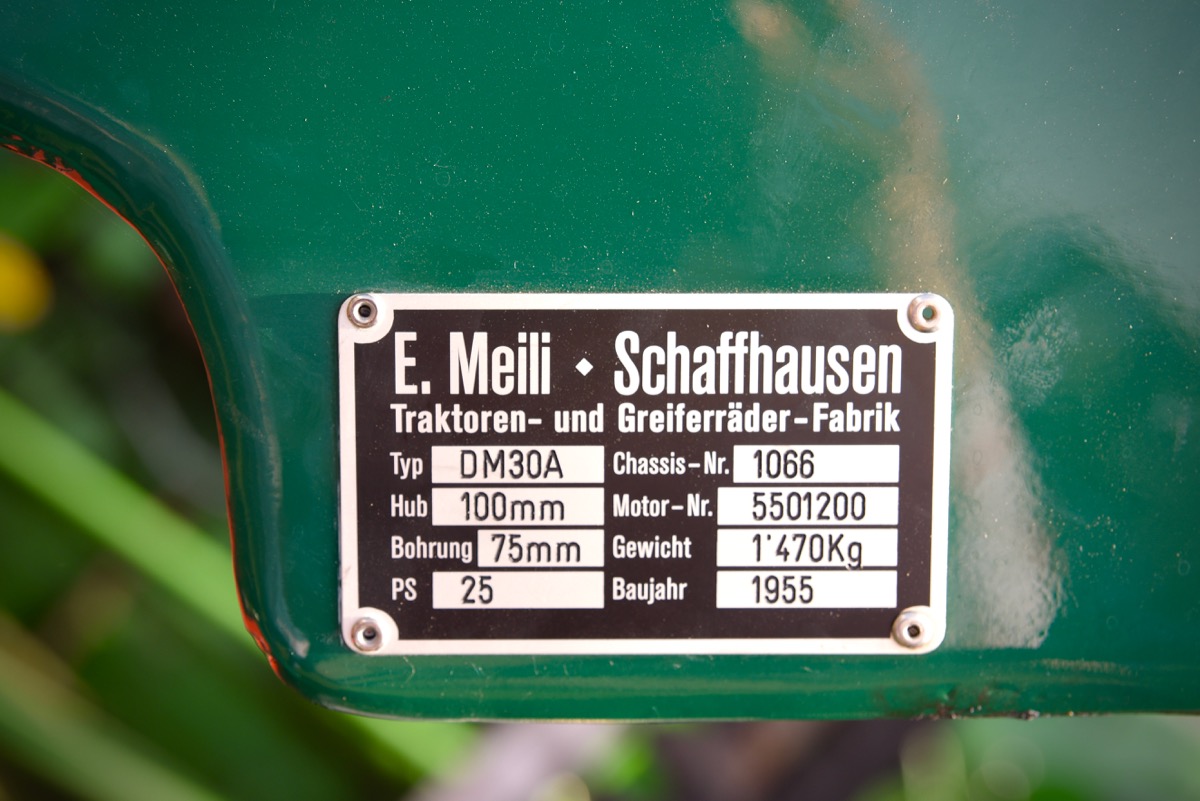 E. Meili ◆ Schaffhausen
Traktoren- und Greiferräder-Fabrik
Typ DM30A Chassis-Nr. 1066
Hub 100mm Motor-Nr. 5501200
Bohrung 75mm Gewicht 1'470Kg
PS 25 Baujahr 1955